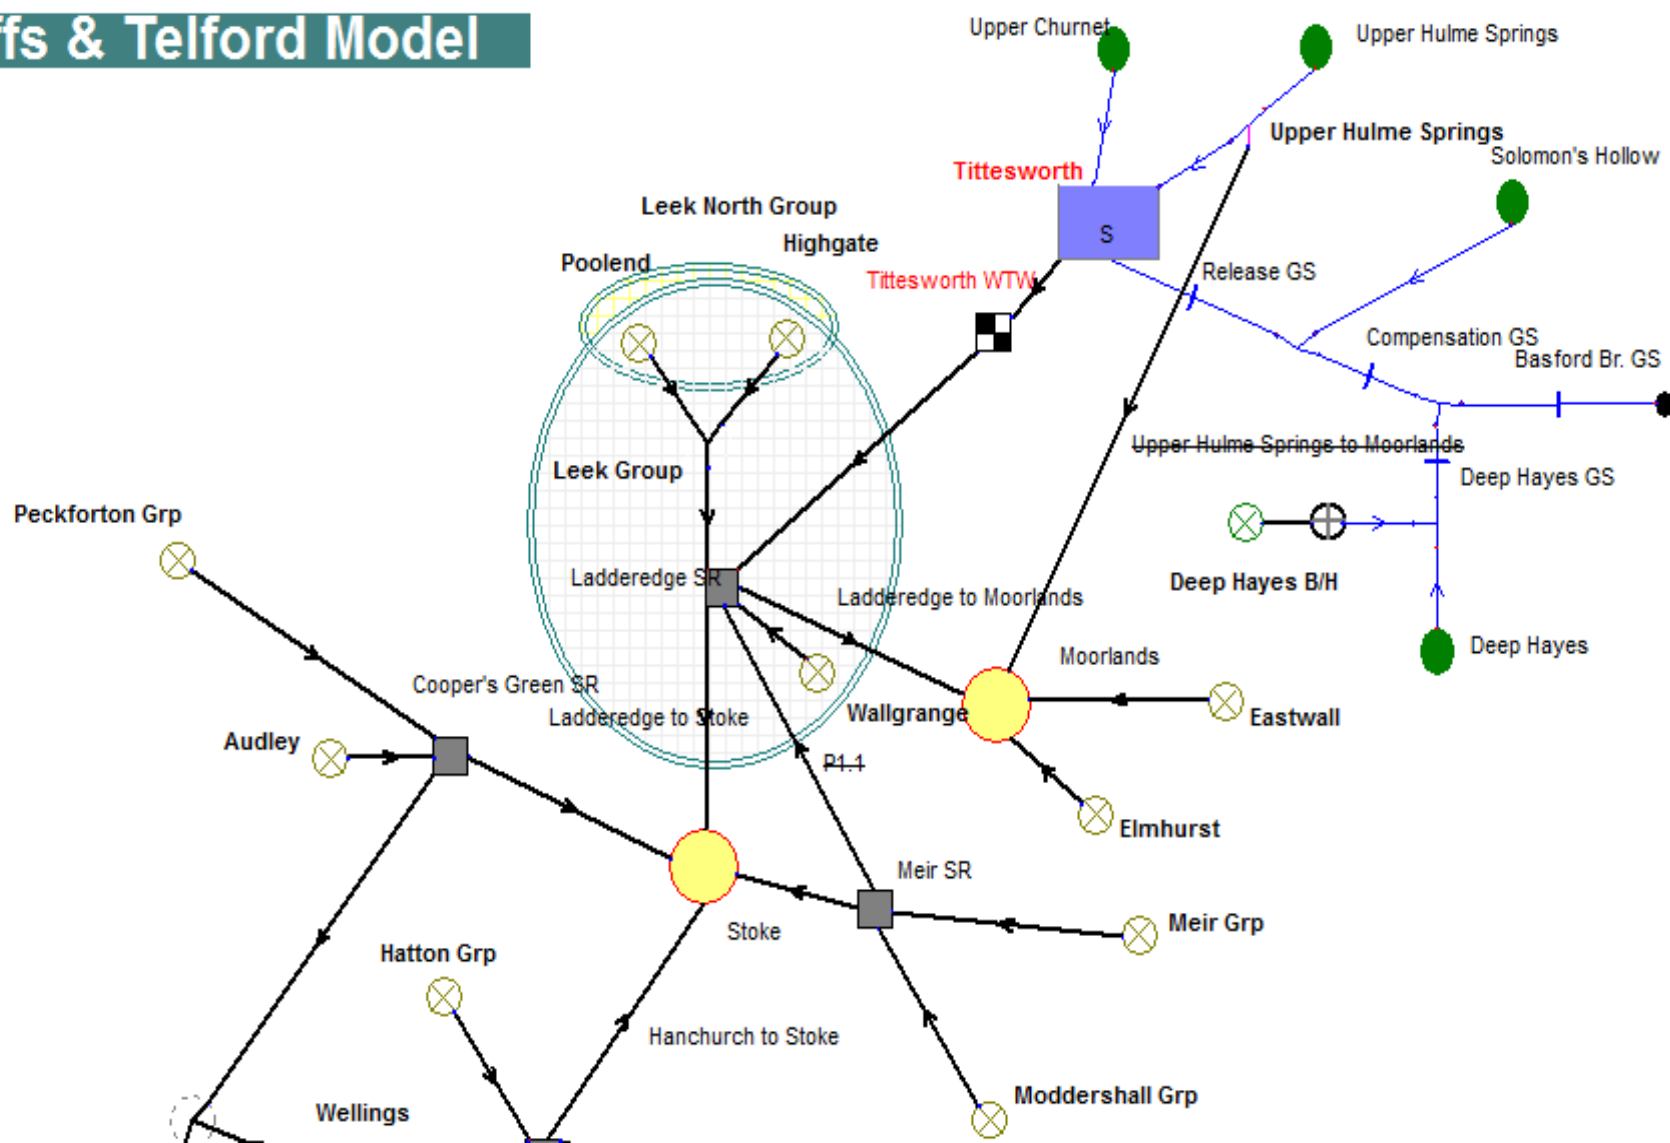 ffs & Telford Model
Upper Churnet
Upper Hulme Springs
Upper Hulme Springs
Solomon's Hollow
Tittesworth
S
Leek North Group
Highgate
Poolend
Tittesworth WTW
Release GS
Compensation GS
Basford Br. GS
Upper Hulme Springs to Moorlands
Leek Group
Deep Hayes GS
Peckforton Grp
Ladderedge SR
Deep Hayes B/H
Ladderedge to Moorlands
Deep Hayes
Moorlands
Cooper's Green SR
Ladderedge to Stoke
Wallgrange
Eastwall
Audley
P1.1
Elmhurst
Meir SR
Stoke
Meir Grp
Hatton Grp
Hanchurch to Stoke
Moddershall Grp
Wellings